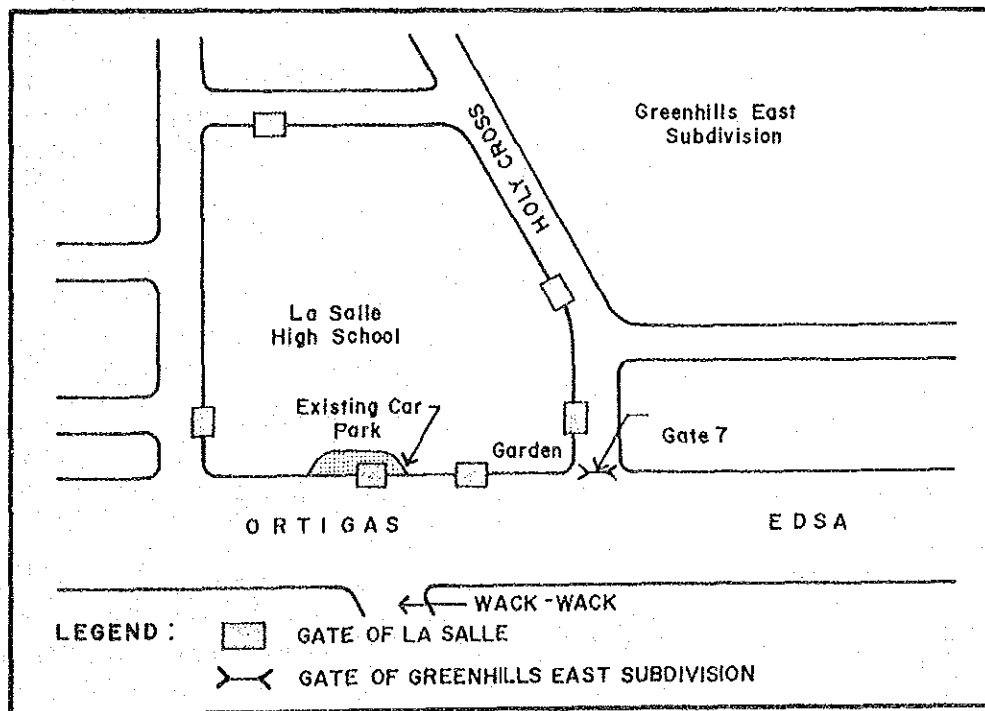 Greenhills East
Subdivision
HOLY CROSS
La Salle
High School
Existing Car
Park
Garden
Gate 7
ORTIGAS
EDSA
WACK-WACK
LEGEND :
GATE OF LA SALLE
GATE OF GREENHILLS EAST SUBDIVISION